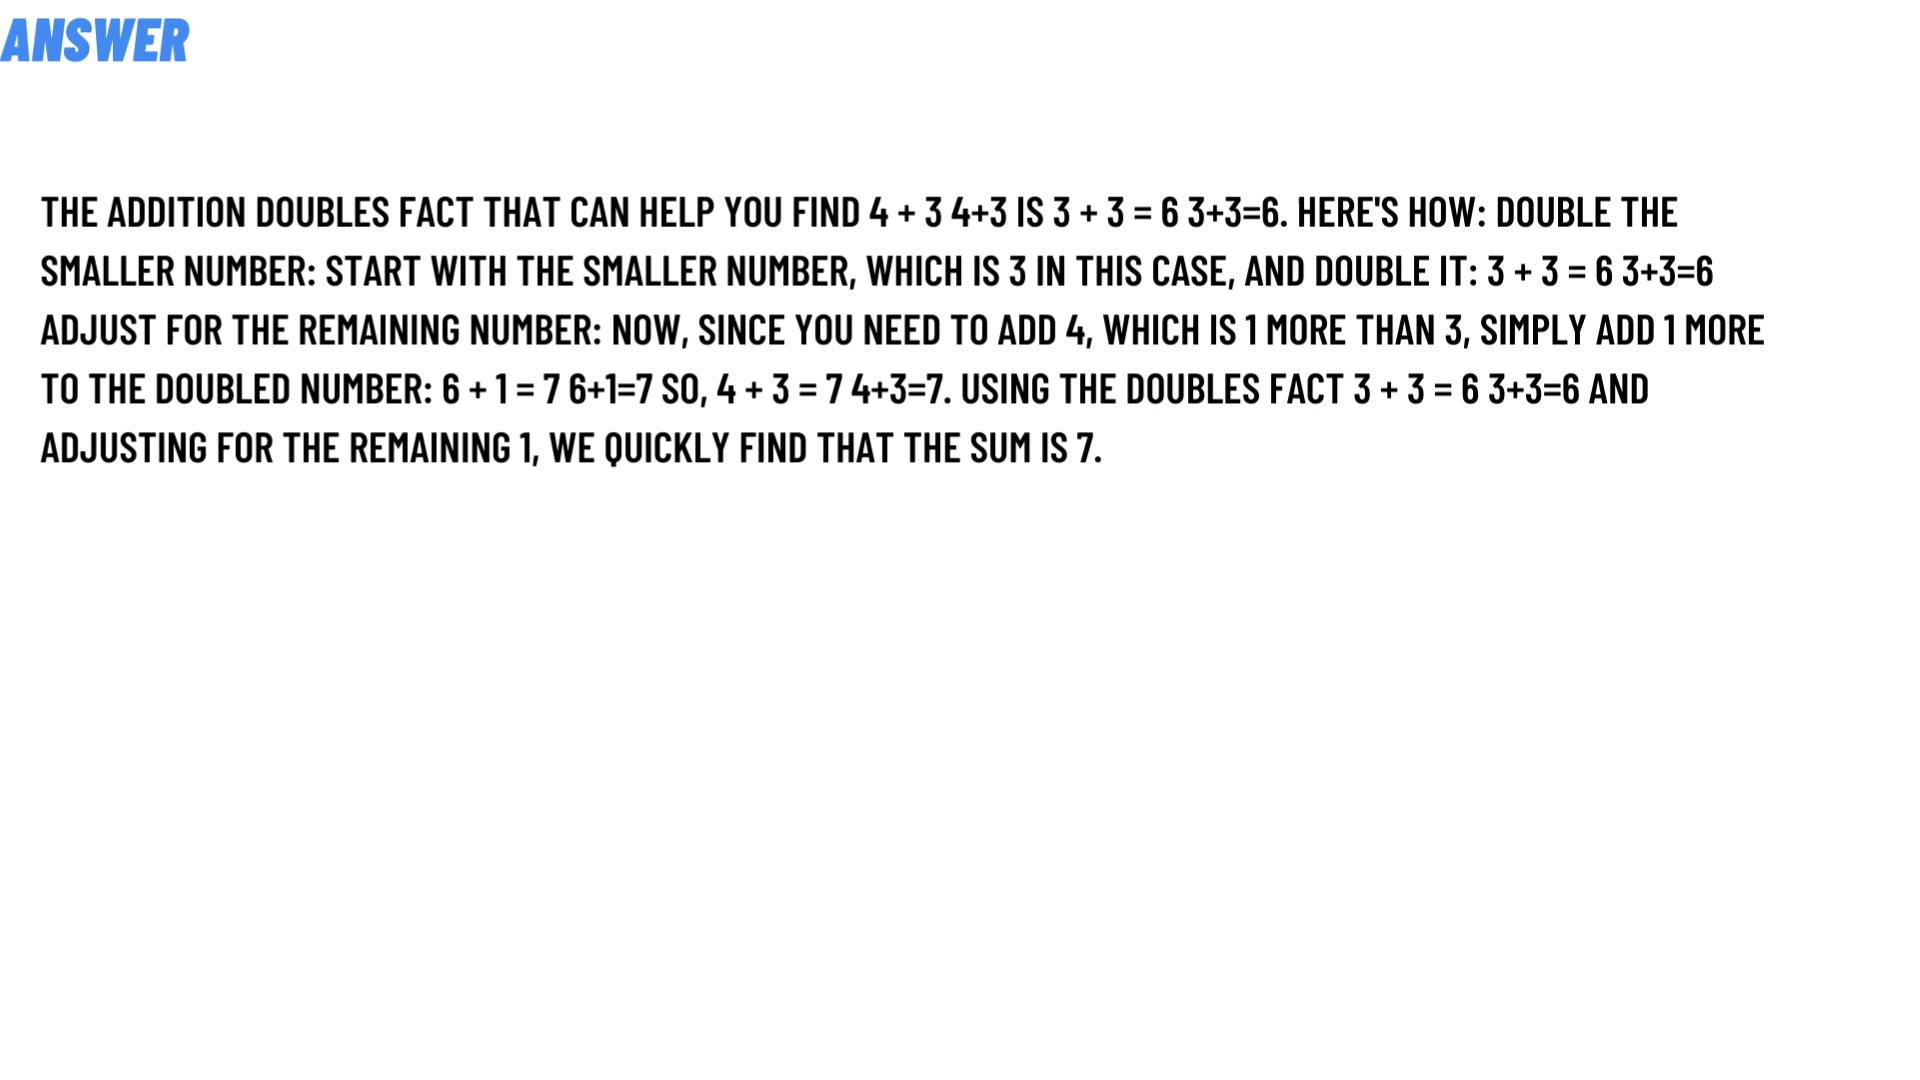 ANSWER
THE ADDITION DOUBLES FACT THAT CAN HELP YOU FIND 4 + 3 4+3 IS 3 + 3 = 6 3+3=6. HERE'S HOW: DOUBLE THE
SMALLER NUMBER: START WITH THE SMALLER NUMBER, WHICH IS 3 IN THIS CASE, AND DOUBLE IT: 3 + 3 = 6 3+3=6
ADJUST FOR THE REMAINING NUMBER: NOW, SINCE YOU NEED TO ADD 4, WHICH IS 1 MORE THAN 3, SIMPLY ADD 1 MORE
TO THE DOUBLED NUMBER: 6 + 1 = 7 6+1=7 SO, 4 + 3 = 7 4+3=7. USING THE DOUBLES FACT 3 + 3 = 6 3+3=6 AND
ADJUSTING FOR THE REMAINING 1, WE QUICKLY FIND THAT THE SUM IS 7.